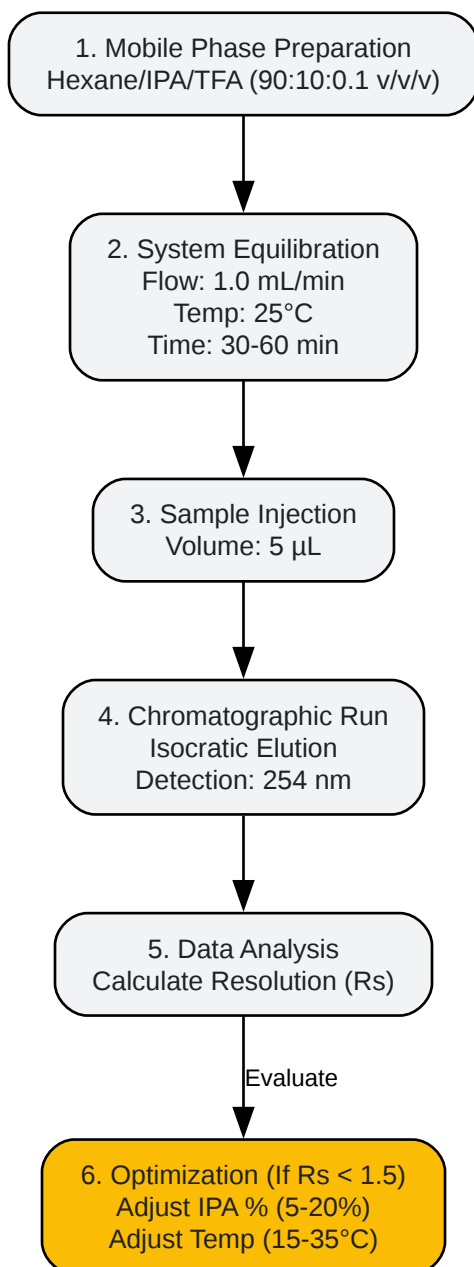 1. Mobile Phase Preparation
Hexane/IPA/TFA (90:10:0.1 v/v/v)
2. System Equilibration
Flow: 1.0 mL/min
Temp: 25°C
Time: 30-60 min
3. Sample Injection
Volume: 5 µL
4. Chromatographic Run
Isocratic Elution
Detection: 254 nm
5. Data Analysis
Calculate Resolution (Rs)
Evaluate
6. Optimization (If Rs < 1.5)
Adjust IPA % (5-20%)
Adjust Temp (15-35°C)